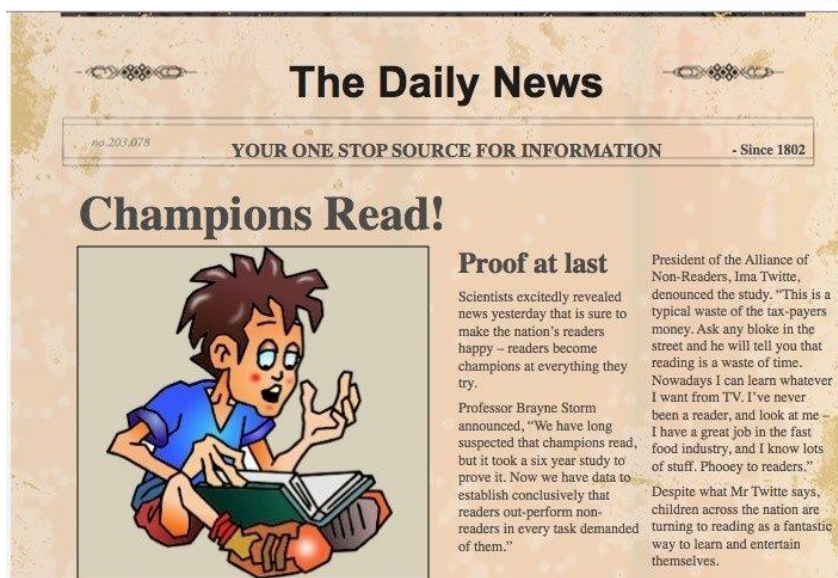 The Daily News
no.203,078
YOUR ONE STOP SOURCE FOR INFORMATION
- Since 1802
Champions Read!
Proof at last
Scientists excitedly revealed
news yesterday that is sure to
make the nation's readers
happy – readers become
champions at everything they
try.
Professor Brayne Storm
announced, "We have long
suspected that champions read,
but it took a six year study to
prove it. Now we have data to
establish conclusively that
readers out-perform non-
readers in every task demanded
of them."
President of the Alliance of
Non-Readers, Ima Twitte,
denounced the study. "This is a
typical waste of the tax-payers
money. Ask any bloke in the
street and he will tell you that
reading is a waste of time.
Nowadays I can learn whatever
I want from TV. I've never
been a reader, and look at me –
I have a great job in the fast
food industry, and I know lots
of stuff. Phooey to readers."
Despite what Mr Twitte says,
children across the nation are
turning to reading as a fantastic
way to learn and entertain
themselves.